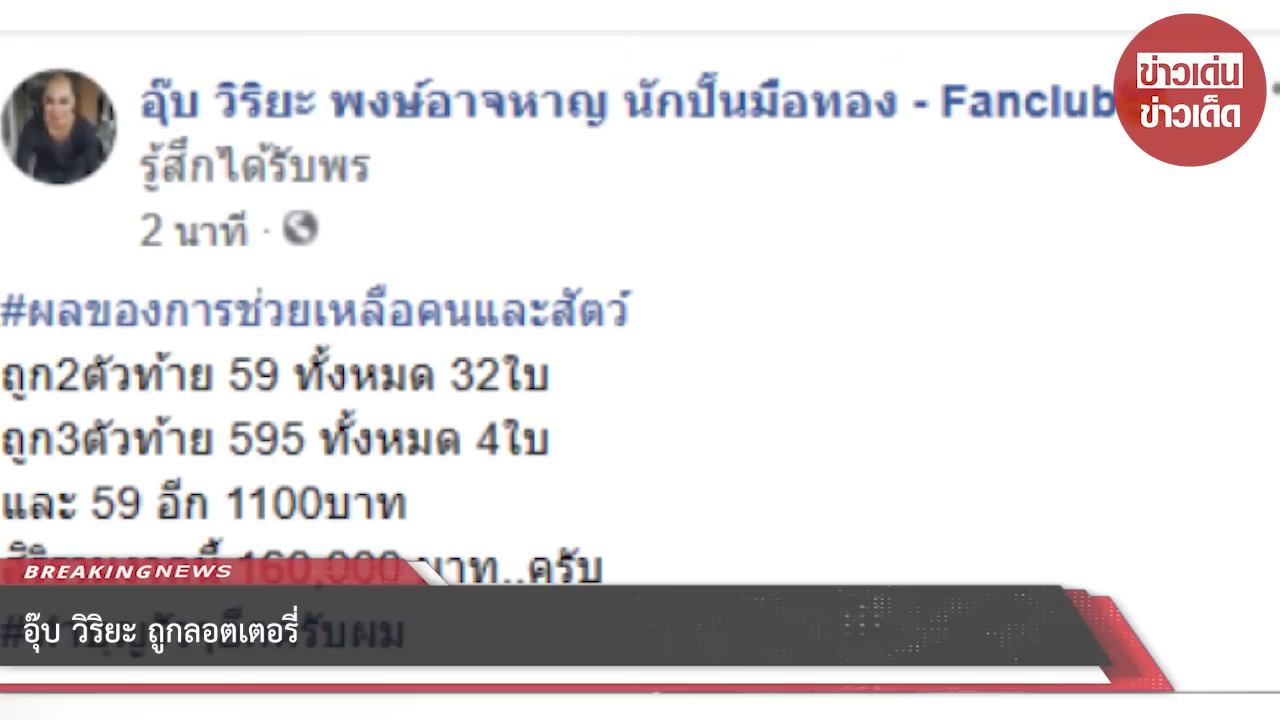 อุ๊บ วิริยะ พงษ์อาจหาญ นักปั้นมือทอง - Fanclub
ข่าวเด่น
ข่าวเด็ด
รู้สึกได้รับพร
2 นาที ·
#ผลของการช่วยเหลือคนและสัตว์
ถูก2ตัวท้าย 59 ทั้งหมด 32ใบ
ถูก3ตัวท้าย 595 ทั้งหมด 4ใบ
และ 59 อีก 1100บาท
160,000 บาท..ครับ
BREAKINGNEWS
อุ๊บ วิริยะ ถูกลอตเตอรี่